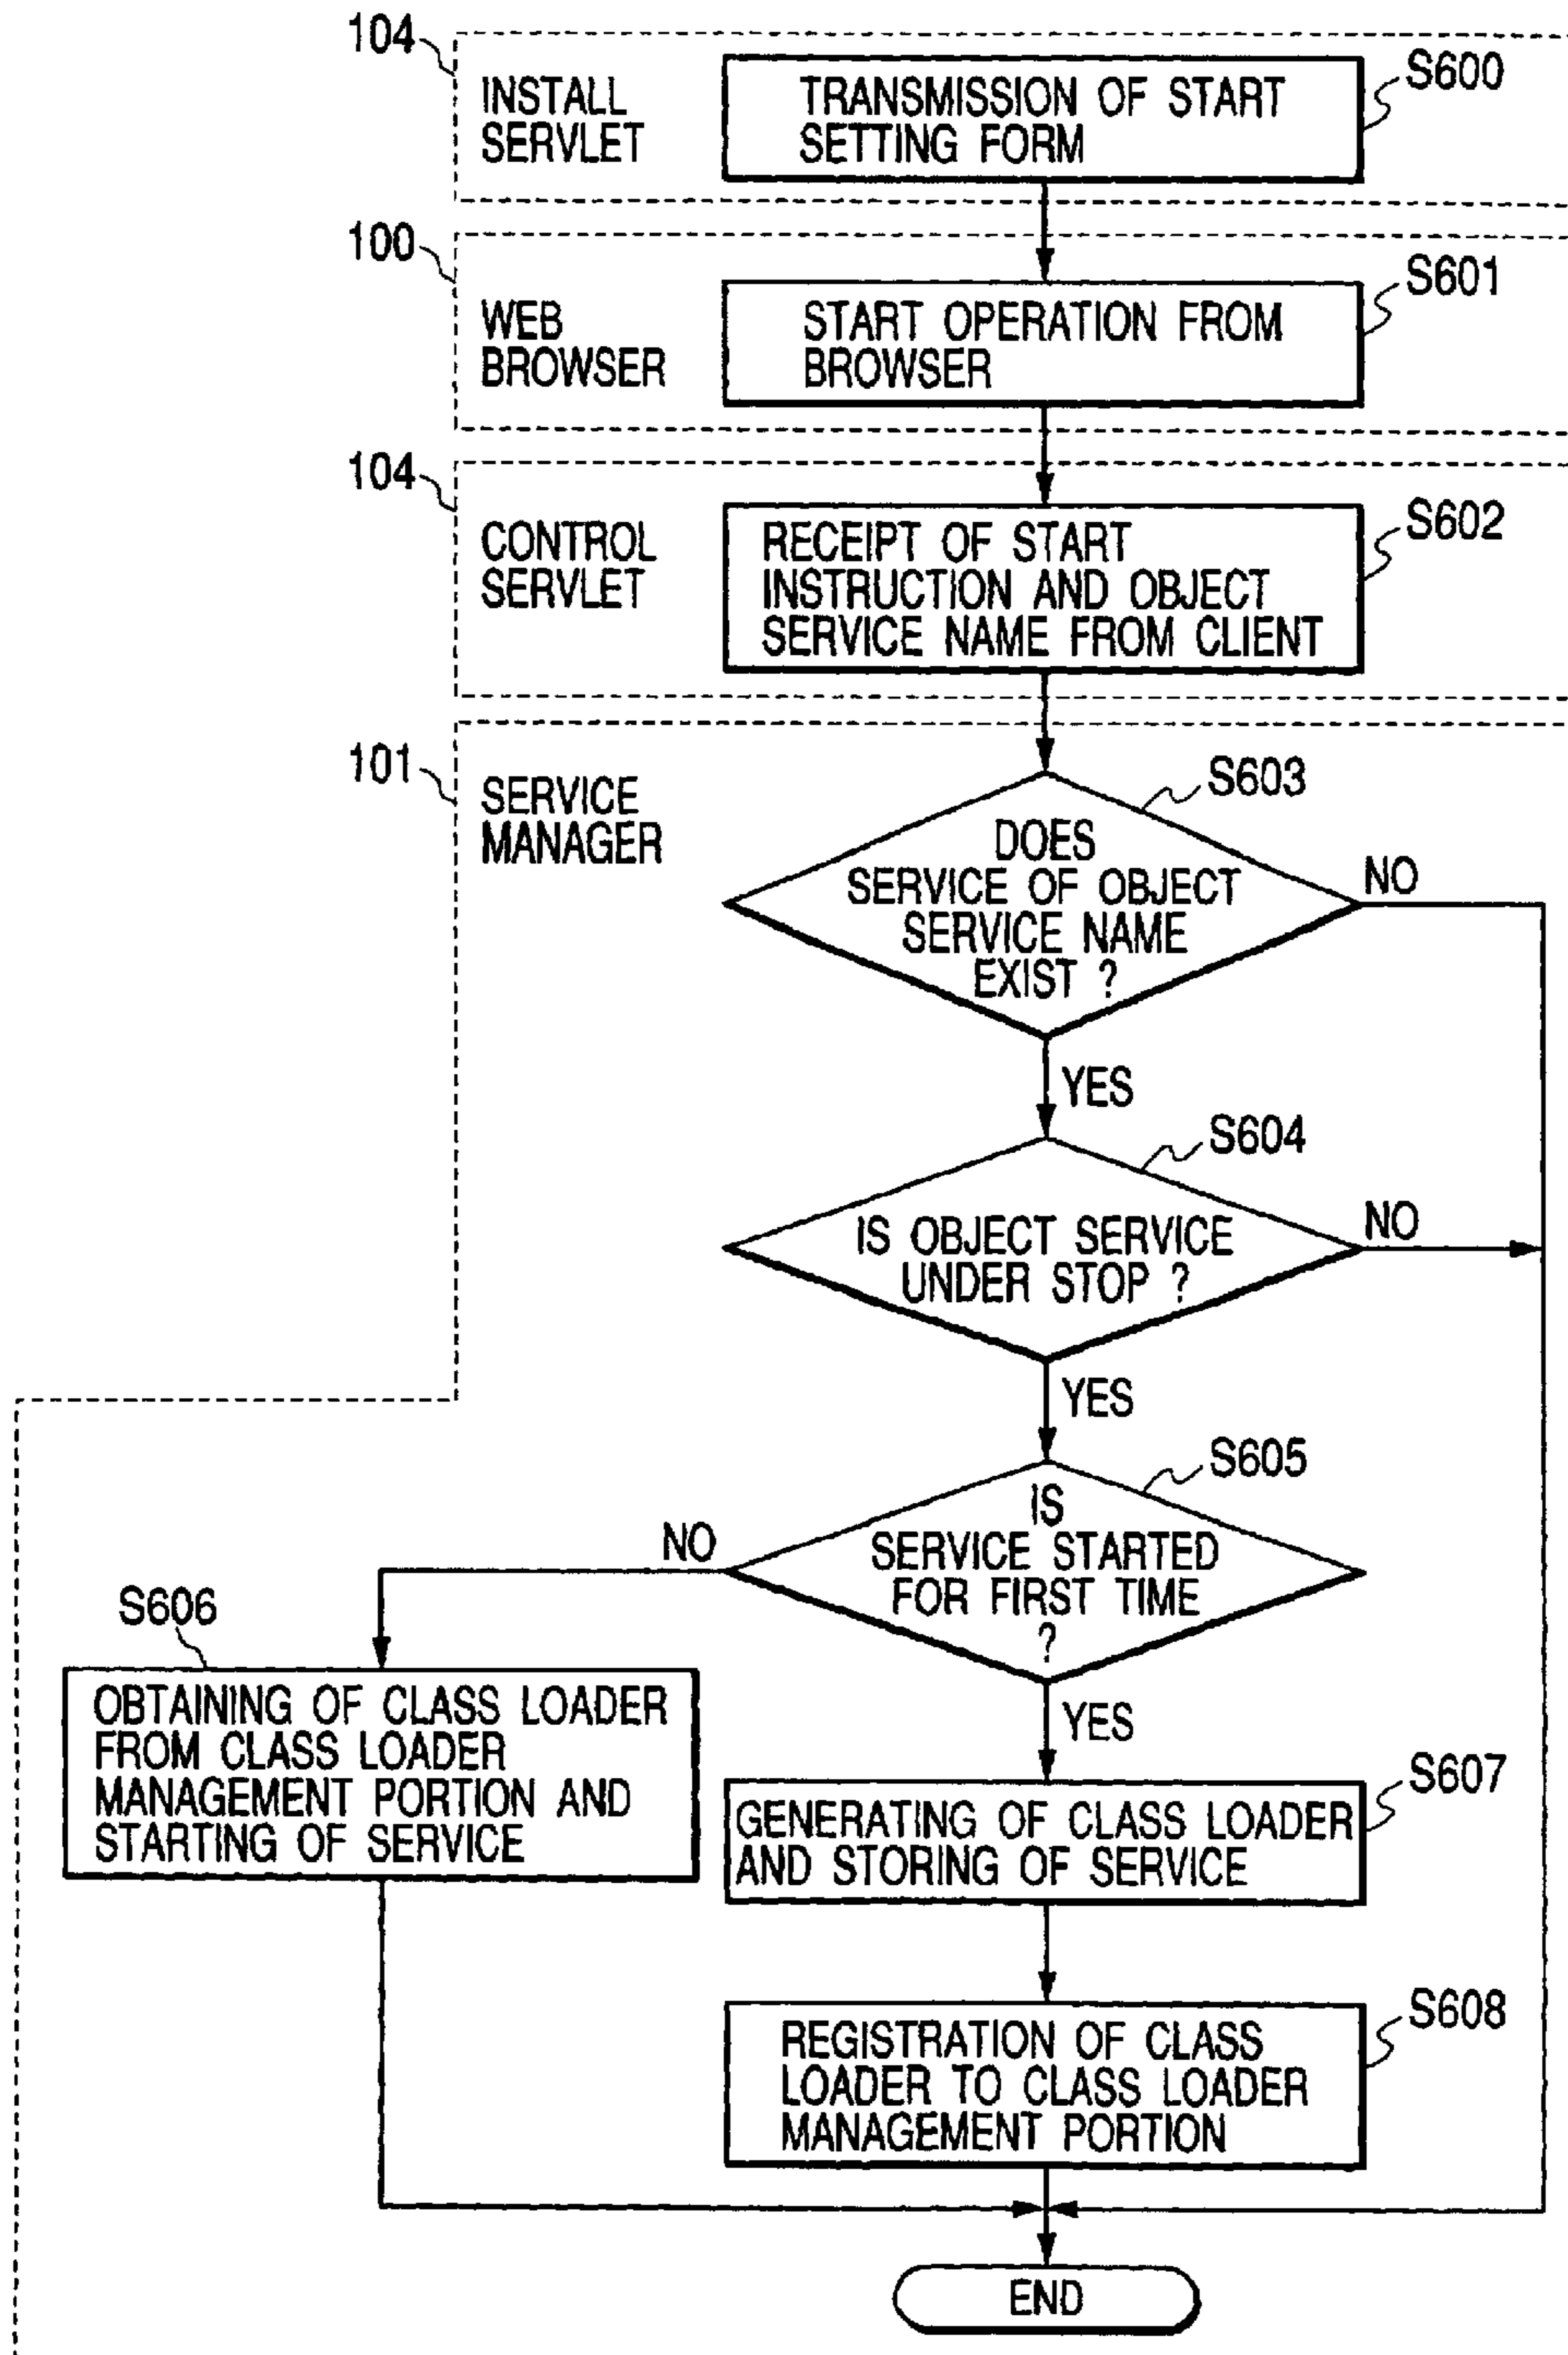 104
INSTALL
SERVLET
TRANSMISSION OF START
SETTING FORM
S600
100
WEB
BROWSER
START OPERATION FROM
BROWSER
S601
104
CONTROL
SERVLET
RECEIPT OF START
INSTRUCTION AND OBJECT
SERVICE NAME FROM CLIENT
S602
101
SERVICE
MANAGER
S603
DOES
SERVICE OF OBJECT
SERVICE NAME
EXIST ?
NO
YES
S604
IS OBJECT SERVICE
UNDER STOP ?
NO
YES
S605
IS
SERVICE STARTED
FOR FIRST TIME
?
NO
YES
S606
OBTAINING OF CLASS LOADER
FROM CLASS LOADER
MANAGEMENT PORTION AND
STARTING OF SERVICE
S607
GENERATING OF CLASS LOADER
AND STORING OF SERVICE
S608
REGISTRATION OF CLASS
LOADER TO CLASS LOADER
MANAGEMENT PORTION
END